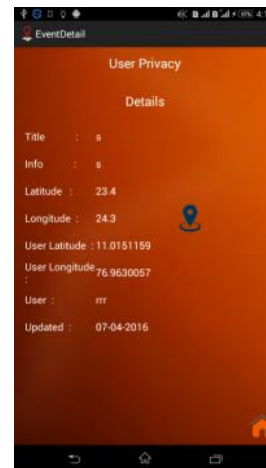 EventDetail
User Privacy
Details
Title : s
Info : s
Latitude : 23.4
Longitude : 24.3
User Latitude : 11.0151159
User Longitude : 76.9630057
User : rrr
Updated : 07-04-2016